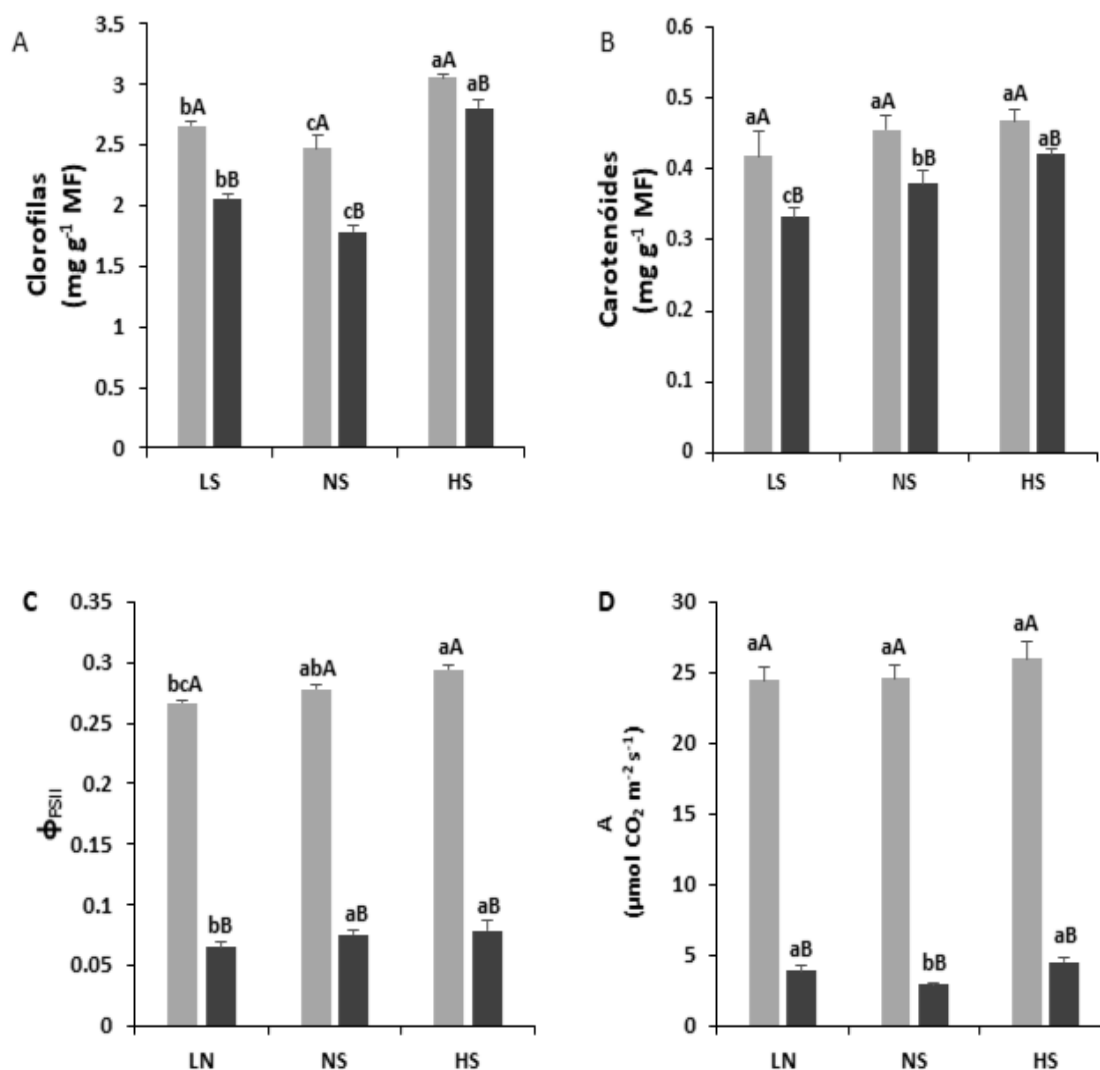 A
Clorofilas
(mg g⁻¹ MF)
3.5
3
2.5
2
1.5
1
0.5
0
bA
bB
cA
cB
aA
aB
LS
NS
HS
B
Carotenóides
(mg g⁻¹ MF)
0.6
0.5
0.4
0.3
0.2
0.1
0
aA
cB
aA
bB
aA
aB
LS
NS
HS
C
ϕPSII
0.35
0.3
0.25
0.2
0.15
0.1
0.05
0
bcA
bB
abA
aB
aA
aB
LN
NS
HS
D
A
(µmol CO₂ m⁻² s⁻¹)
30
25
20
15
10
5
0
aA
aB
aA
bB
aA
aB
LN
NS
HS